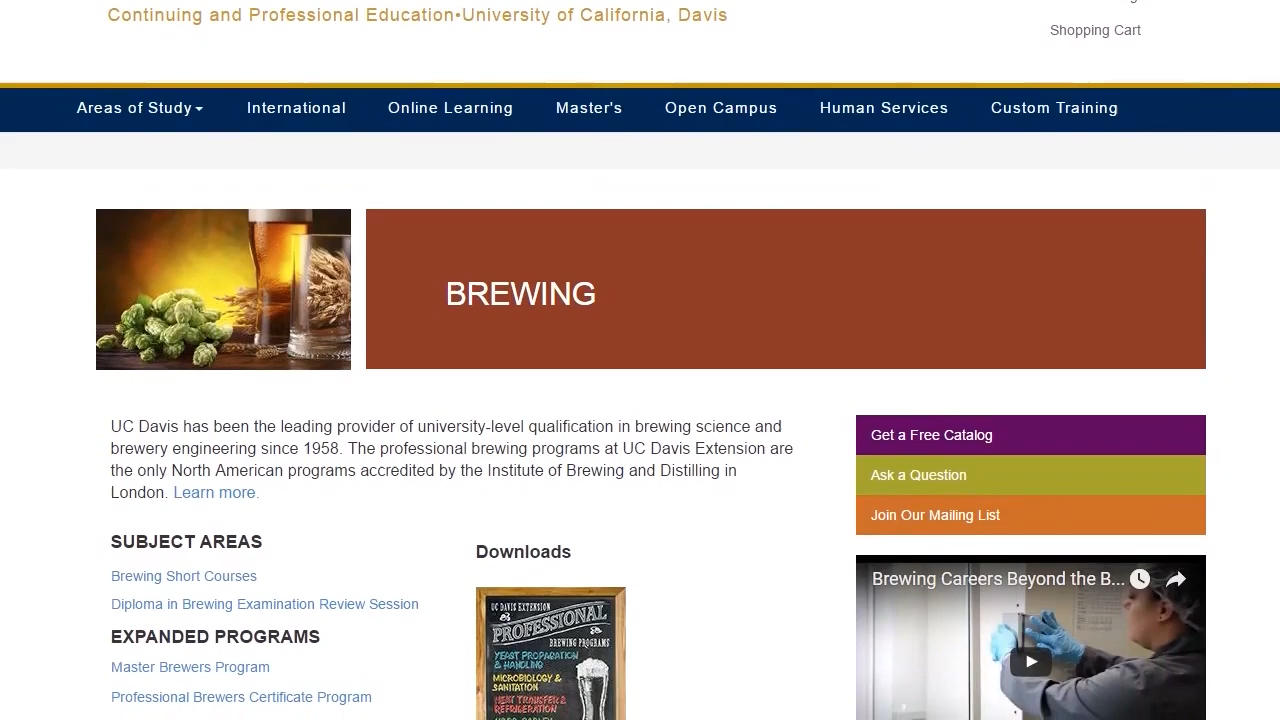 Continuing and Professional Education•University of California, Davis
Shopping Cart
Areas of Study
International
Online Learning
Master's
Open Campus
Human Services
Custom Training
BREWING
UC Davis has been the leading provider of university-level qualification in brewing science and
brewery engineering since 1958. The professional brewing programs at UC Davis Extension are
the only North American programs accredited by the Institute of Brewing and Distilling in
London. Learn more.
SUBJECT AREAS
Brewing Short Courses
Diploma in Brewing Examination Review Session
EXPANDED PROGRAMS
Master Brewers Program
Professional Brewers Certificate Program
Downloads
UC DAVIS EXTENSION
PROFESSIONAL
BREWING PROGRAMS
YEAST PROPAGATION
& HANDLING
MICROBIOLOGY &
SANITATION
HEAT TRANSFER &
REFRIGERATION
Get a Free Catalog
Ask a Question
Join Our Mailing List
Brewing Careers Beyond the B...